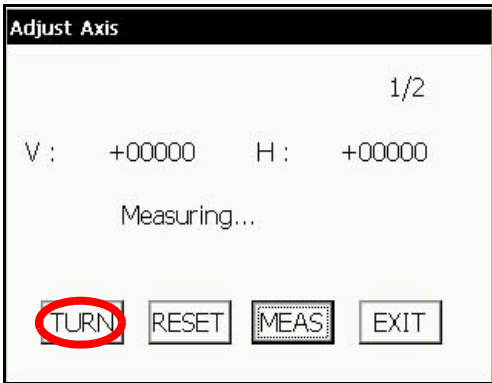 Adjust Axis
1/2
V : +00000 H : +00000
Measuring...
TURN RESET MEAS EXIT